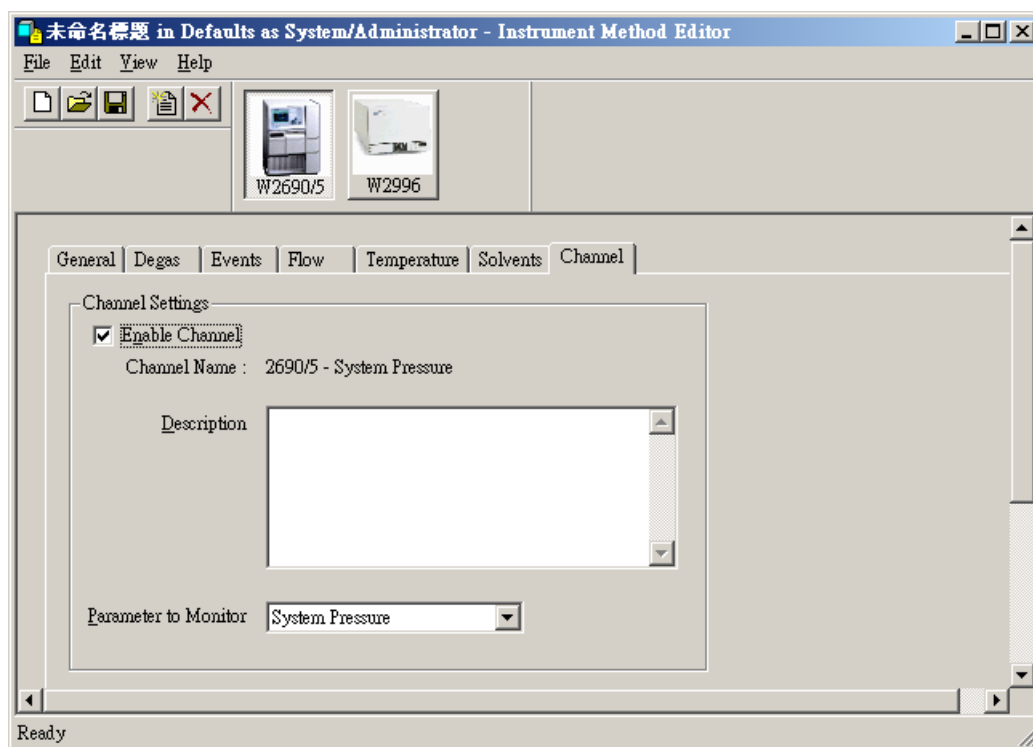 未命名標題 in Defaults as System/Administrator - Instrument Method Editor
File Edit View Help
W2690/5 W2996
General Degas Events Flow Temperature Solvents Channel
Channel Settings
Enable Channel
Channel Name : 2690/5 - System Pressure
Description
Parameter to Monitor System Pressure
Ready